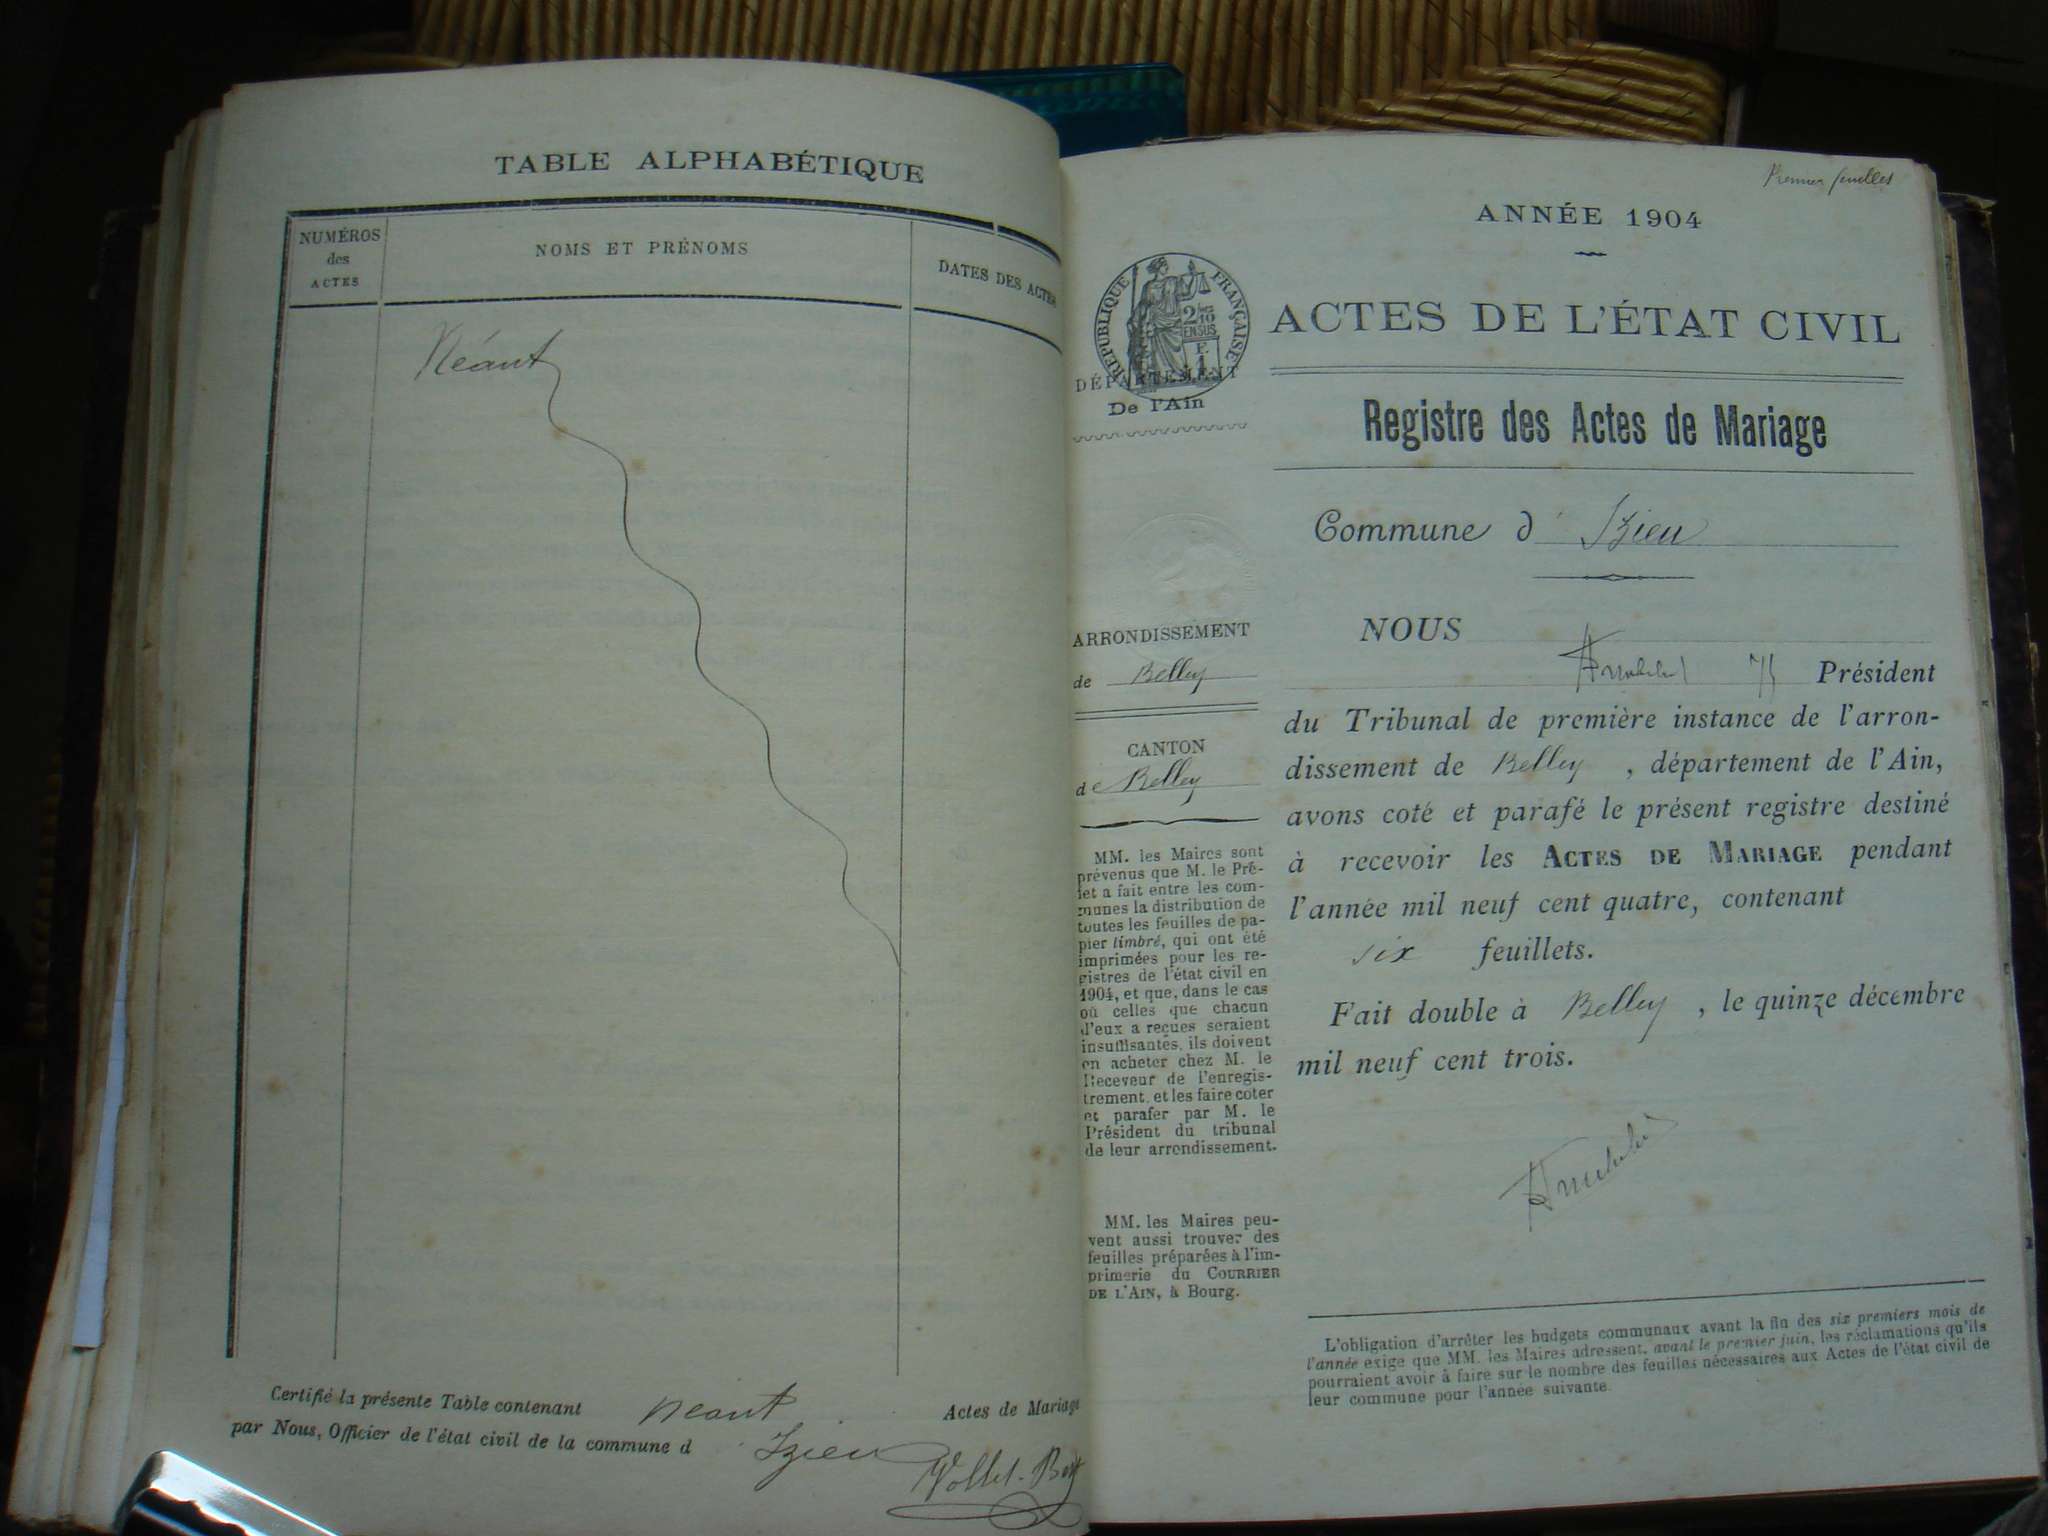 TABLE ALPHABÉTIQUE
NUMÉROS
des
ACTES
NOMS ET PRÉNOMS
DATES DES ACTES
Néant
Certifié la présente Table contenant néant Actes de Mariage
par Nous, Officier de l'état civil de la commune d Izieu
Premier feuillet
ANNÉE 1904
RÉPUBLIQUE FRANÇAISE
2/10
EN SUS
F.
1
ACTES DE L'ÉTAT CIVIL
DÉPARTEMENT
De l'Ain
Registre des Actes de Mariage
Commune d' Izieu
ARRONDISSEMENT
de Belley
CANTON
de Belley
MM. les Maires sont
prévenus que M. le Pré-
fet a fait entre les com-
munes la distribution de
toutes les feuilles de pa-
pier timbré, qui ont été
imprimées pour les re-
gistres de l'état civil en
1904, et que, dans le cas
où celles que chacun
d'eux a reçues seraient
insuffisantes, ils doivent
en acheter chez M. le
Receveur de l'enregis-
trement, et les faire coter
et parafer par M. le
Président du tribunal
de leur arrondissement.
MM. les Maires peu-
vent aussi trouver des
feuilles préparées à l'im-
primerie du COURRIER
DE L'AIN, à Bourg.
NOUS
Président
du Tribunal de première instance de l'arron-
dissement de Belley, département de l'Ain,
avons coté et parafé le présent registre destiné
à recevoir les ACTES DE MARIAGE pendant
l'année mil neuf cent quatre, contenant
six feuillets.
Fait double à Belley, le quinze décembre
mil neuf cent trois.
L'obligation d'arrêter les budgets communaux avant la fin des six premiers mois de
l'année exige que MM. les Maires adressent, avant le premier juin, les réclamations qu'ils
pourraient avoir à faire sur le nombre des feuilles nécessaires aux Actes de l'état civil de
leur commune pour l'année suivante.